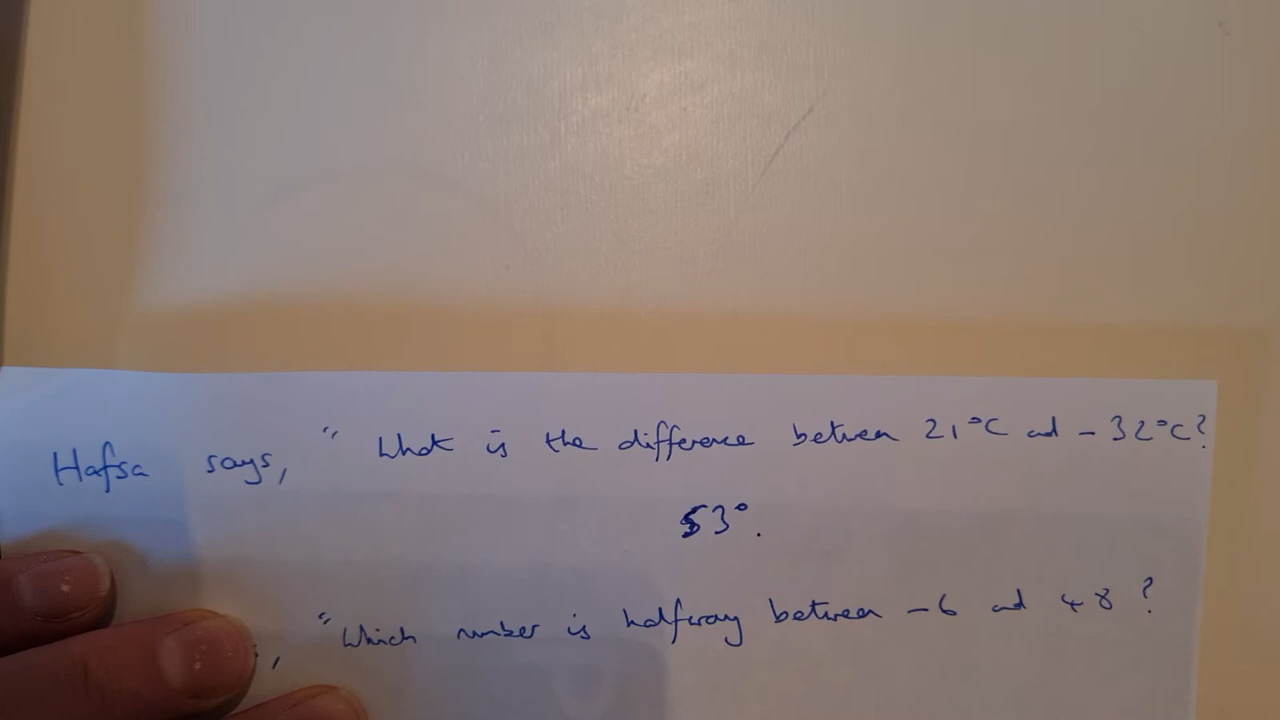 Hafsa says, "What is the difference between 21°C and -32°C?
53°.
, "Which number is halfway between -6 and 48?